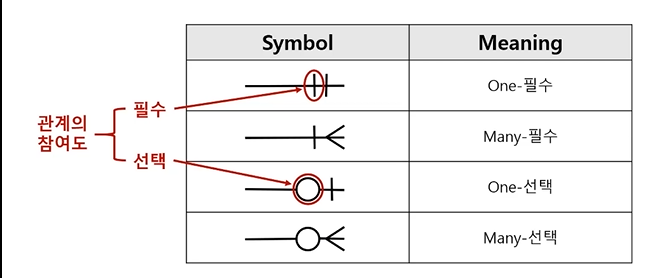 Symbol
Meaning
One-필수
Many-필수
One-선택
Many-선택
관계의
참여도
필수
선택